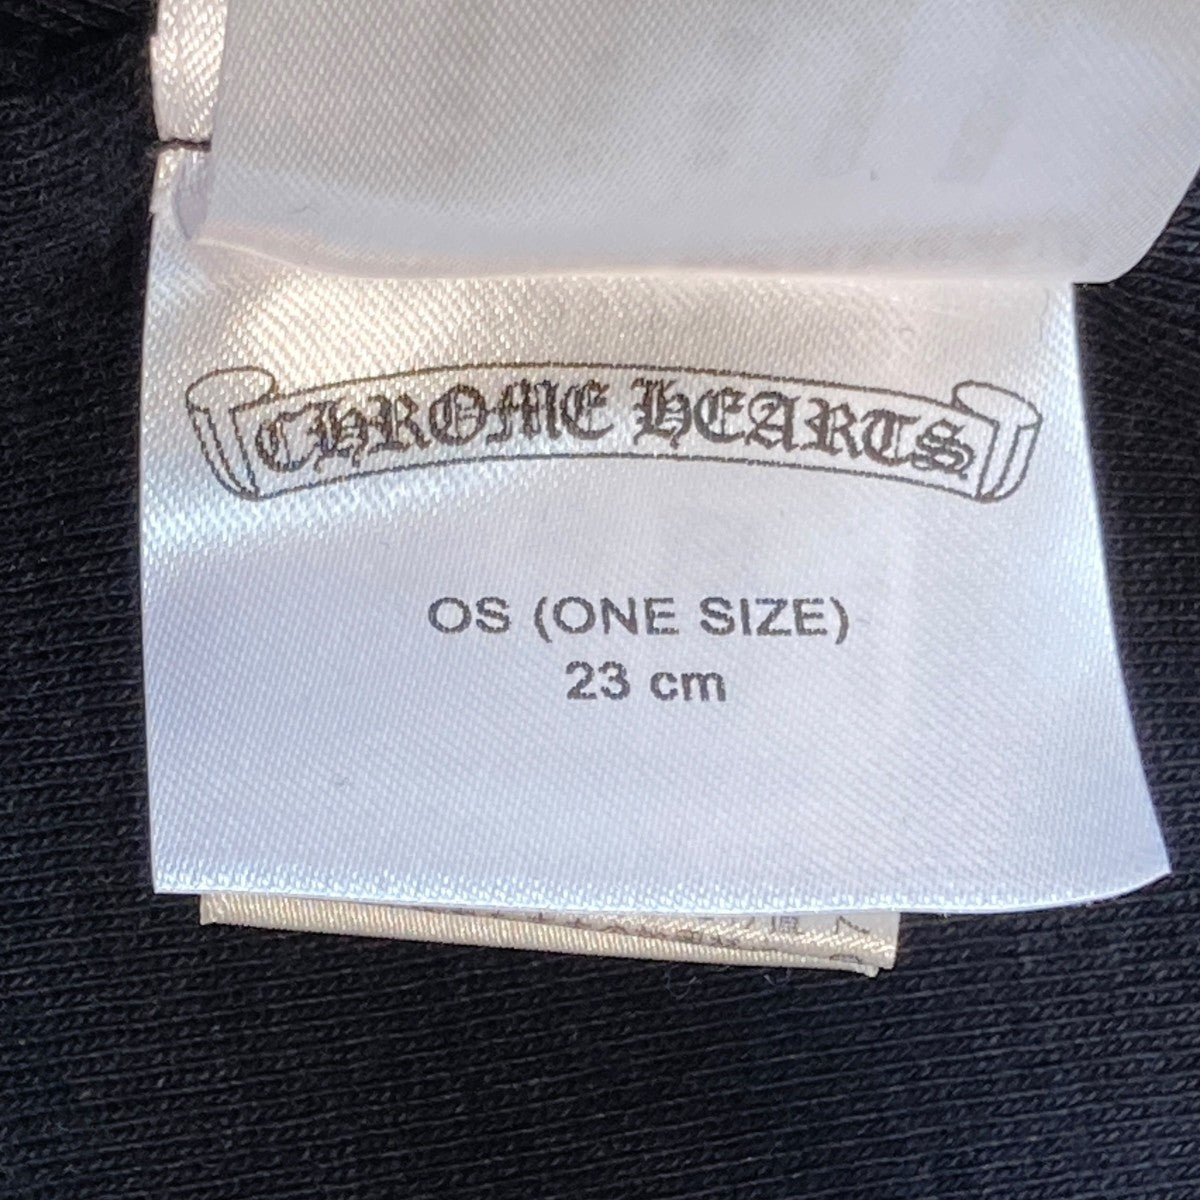 CHROME HEARTS
OS (ONE SIZE)
23 cm